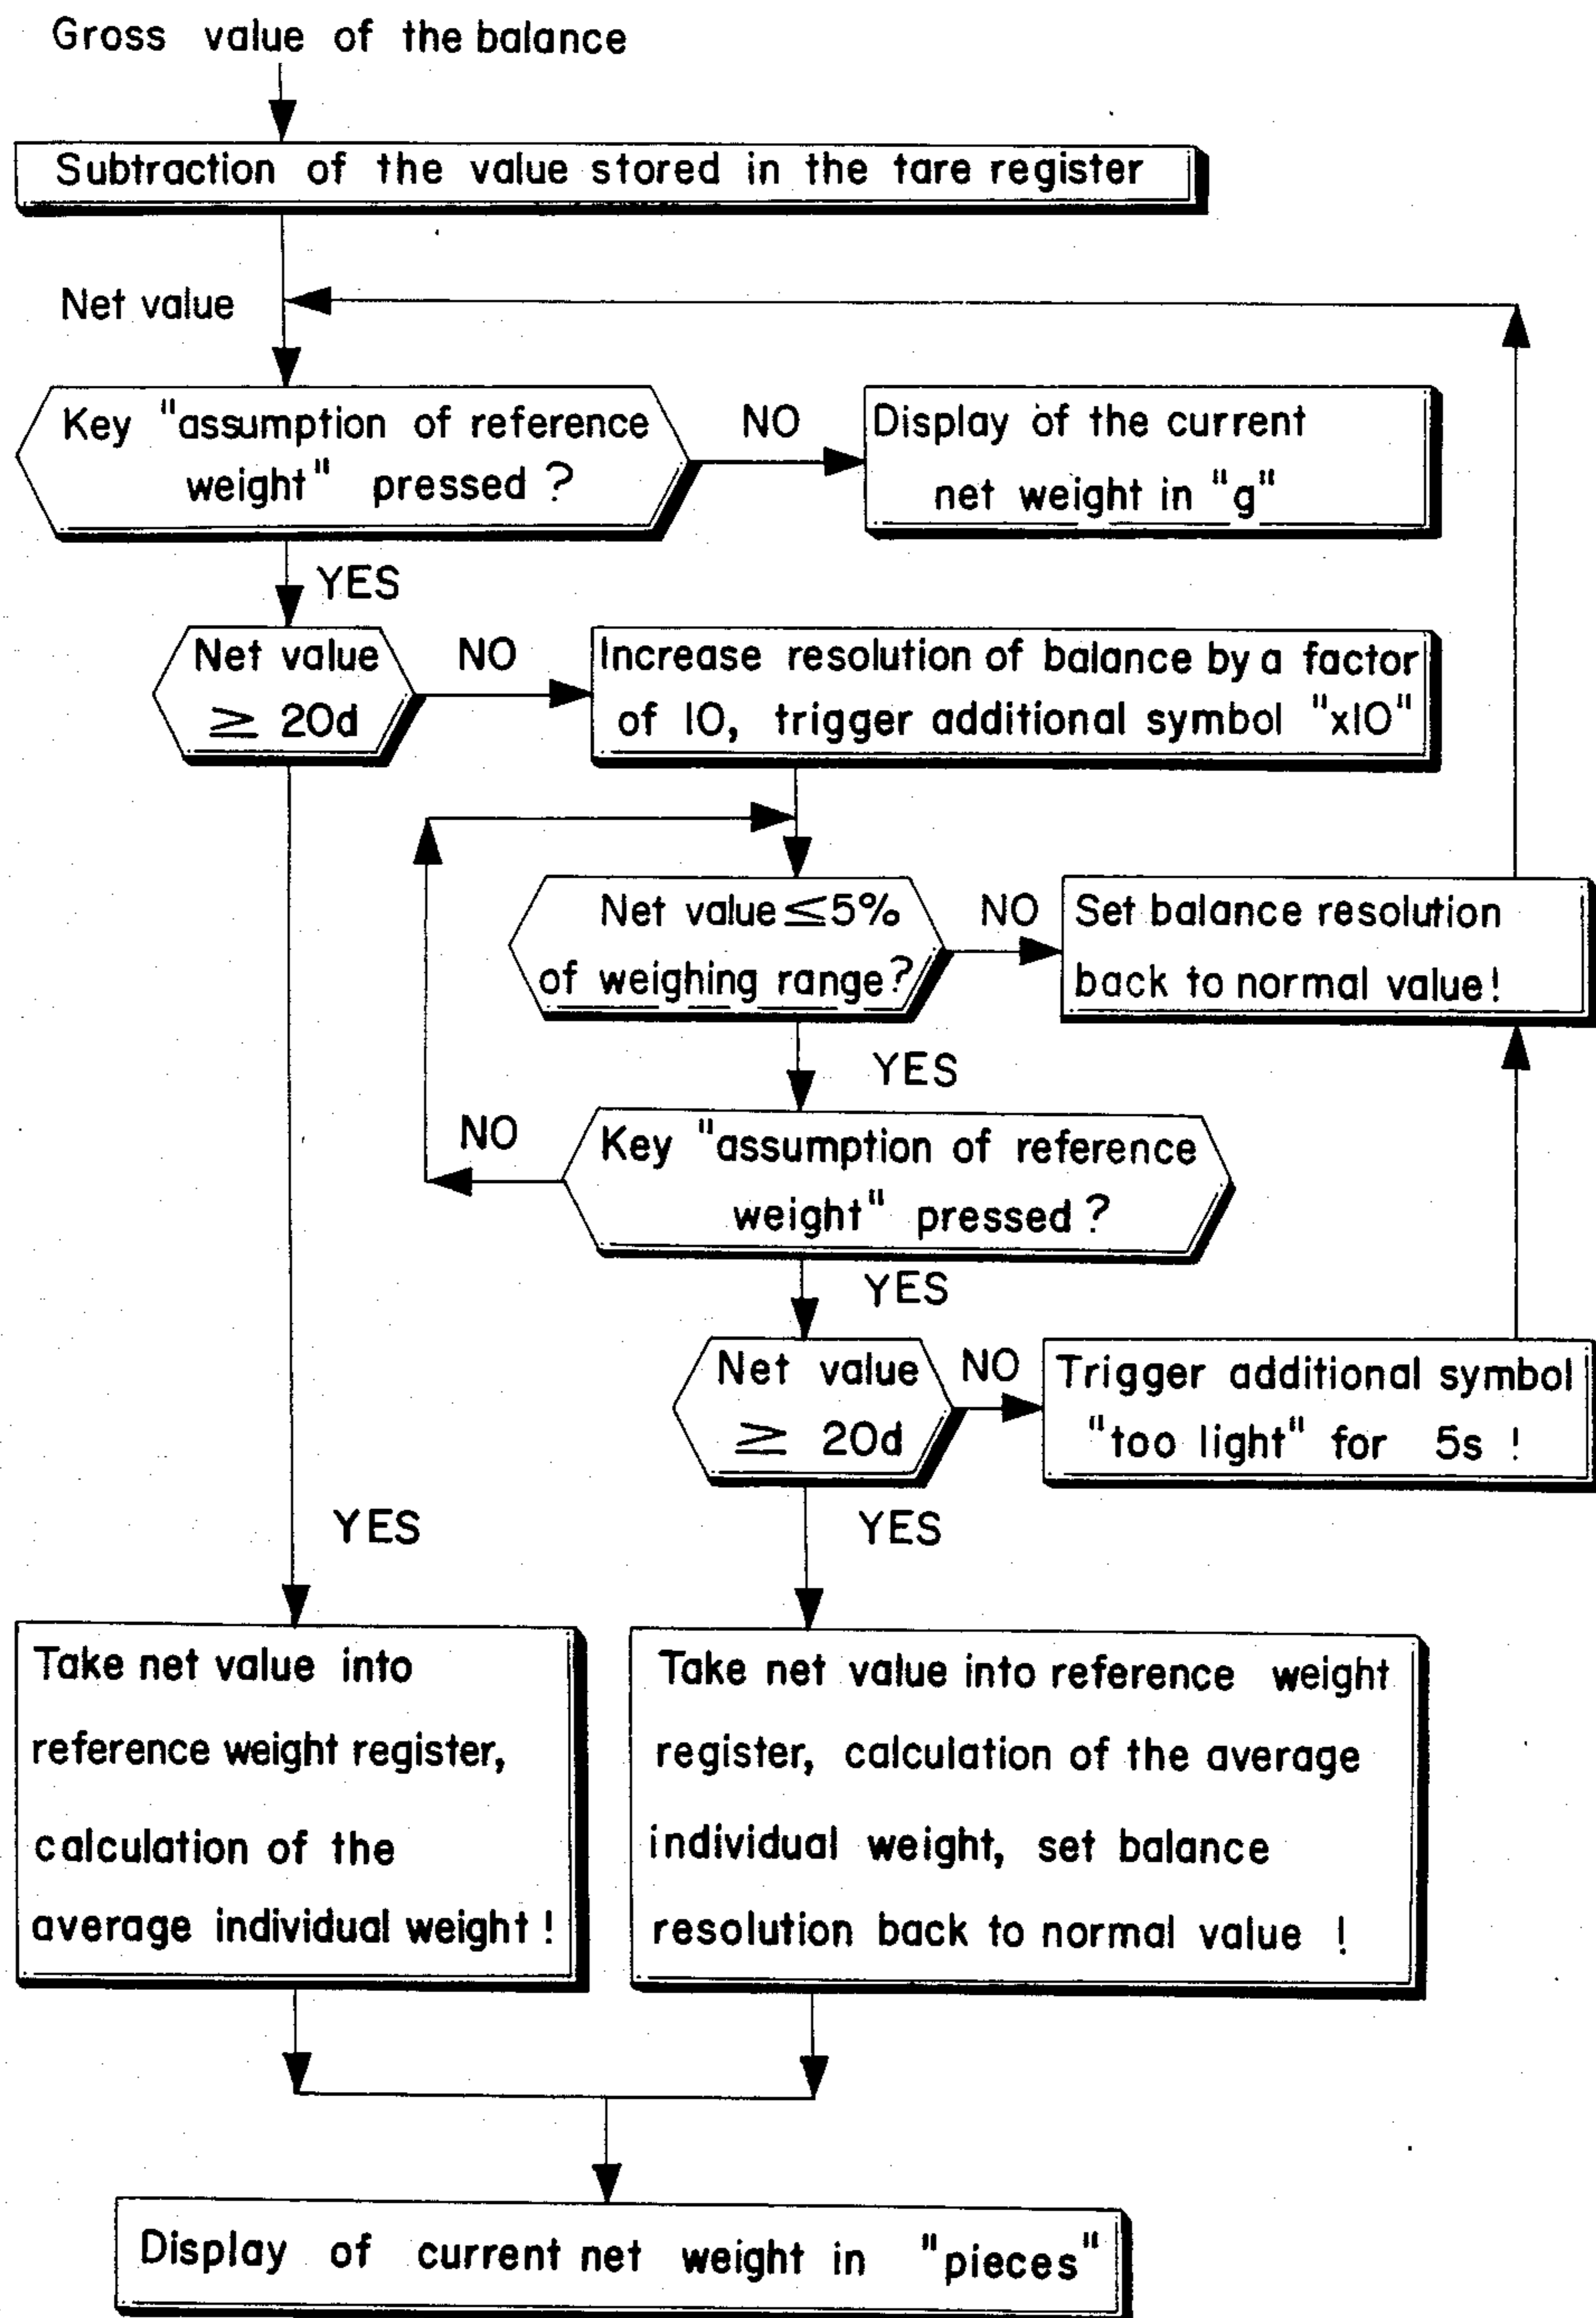 Gross value of the balance
Subtraction of the value stored in the tare register
Net value
Key "assumption of reference
weight" pressed ?
NO
Display of the current
net weight in "g"
YES
Net value
≥ 20d
NO
Increase resolution of balance by a factor
of 10, trigger additional symbol "x10"
Net value ≤ 5%
of weighing range?
NO
Set balance resolution
back to normal value!
YES
NO
Key "assumption of reference
weight" pressed ?
YES
Net value
≥ 20d
NO
Trigger additional symbol
"too light" for 5s !
YES
YES
Take net value into
reference weight register,
calculation of the
average individual weight !
Take net value into reference weight
register, calculation of the average
individual weight, set balance
resolution back to normal value !
Display of current net weight in "pieces"